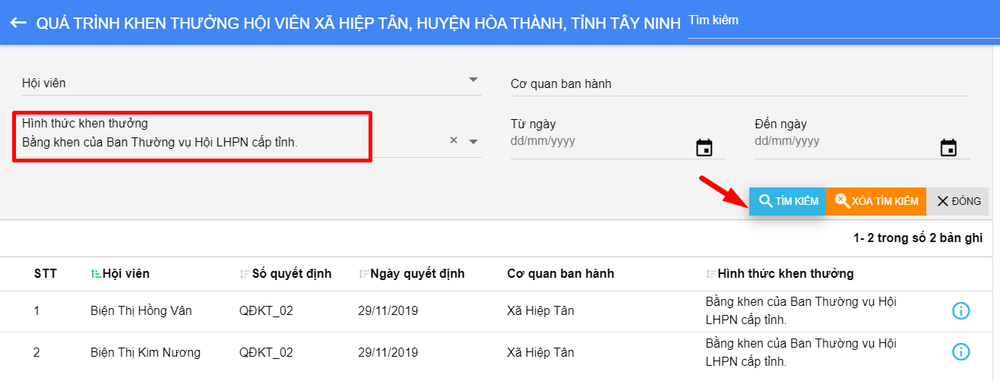 QUÁ TRÌNH KHEN THƯỞNG HỘI VIÊN XÃ HIỆP TÂN, HUYỆN HÒA THÀNH, TỈNH TÂY NINH Tìm kiếm
Hội viên Cơ quan ban hành
Hình thức khen thưởng Từ ngày Đến ngày
Bằng khen của Ban Thường vụ Hội LHPN cấp tỉnh. dd/mm/yyyy dd/mm/yyyy
TÌM KIẾM XÓA TÌM KIẾM ĐÓNG
1- 2 trong số 2 bản ghi
STT Hội viên Số quyết định Ngày quyết định Cơ quan ban hành Hình thức khen thưởng
1 Biện Thị Hồng Vân QĐKT_02 29/11/2019 Xã Hiệp Tân Bằng khen của Ban Thường vụ Hội
LHPN cấp tỉnh.
2 Biện Thị Kim Nương QĐKT_02 29/11/2019 Xã Hiệp Tân Bằng khen của Ban Thường vụ Hội
LHPN cấp tỉnh.